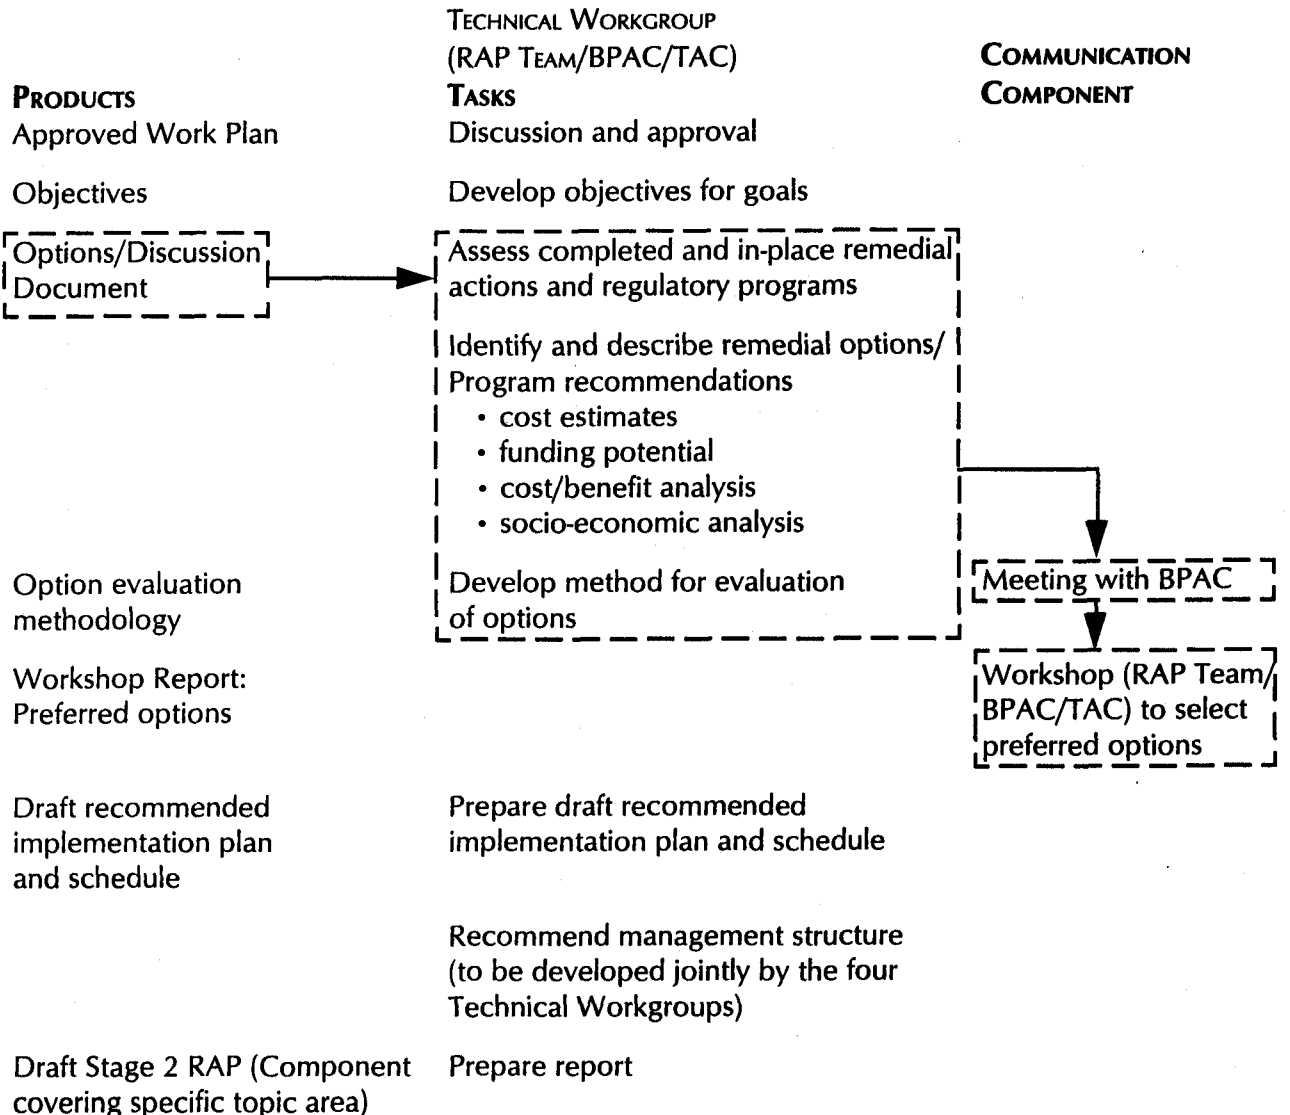 TECHNICAL WORKGROUP
(RAP TEAM/BPAC/TAC)
TASKS
COMMUNICATION
COMPONENT
PRODUCTS
Approved Work Plan
Discussion and approval
Objectives
Develop objectives for goals
Options/Discussion
Document
Assess completed and in-place remedial
actions and regulatory programs
Identify and describe remedial options/
Program recommendations
• cost estimates
• funding potential
• cost/benefit analysis
• socio-economic analysis
Option evaluation
methodology
Develop method for evaluation
of options
Meeting with BPAC
Workshop Report:
Preferred options
Workshop (RAP Team/
BPAC/TAC) to select
preferred options
Draft recommended
implementation plan
and schedule
Prepare draft recommended
implementation plan and schedule
Recommend management structure
(to be developed jointly by the four
Technical Workgroups)
Draft Stage 2 RAP (Component
covering specific topic area)
Prepare report